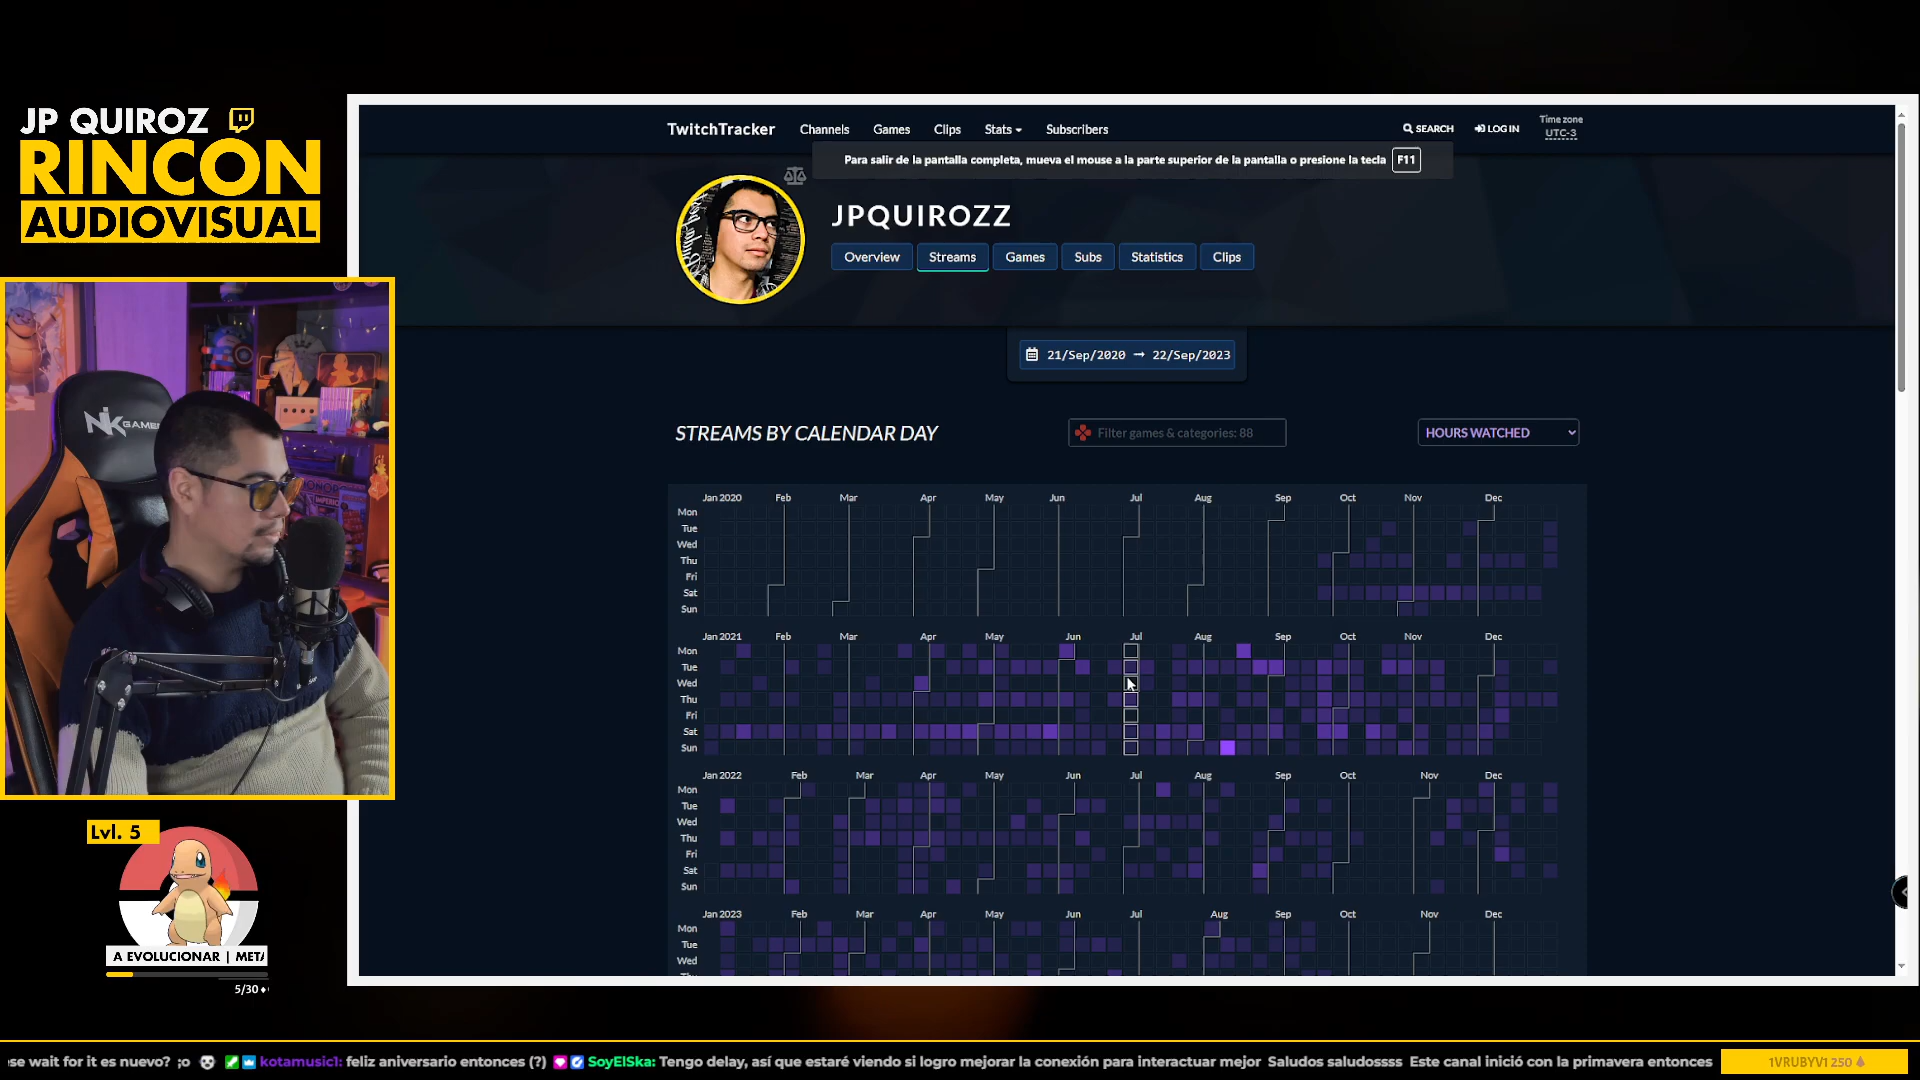 JP QUIROZ
RINCON
AUDIOVISUAL
TwitchTracker
Channels
Games
Clips
Stats
Subscribers
SEARCH
LOG IN
Time zone
UTC-3
Para salir de la pantalla completa, mueva el mouse a la parte superior de la pantalla o presione la tecla F11
JPQUIROZZ
Overview
Streams
Games
Subs
Statistics
Clips
21/Sep/2020 → 22/Sep/2023
STREAMS BY CALENDAR DAY
Filter games & categories: 88
HOURS WATCHED
Jan 2020 Feb Mar Apr May Jun Jul Aug Sep Oct Nov Dec
Mon
Tue
Wed
Thu
Fri
Sat
Sun
Jan 2021 Feb Mar Apr May Jun Jul Aug Sep Oct Nov Dec
Mon
Tue
Wed
Thu
Fri
Sat
Sun
Jan 2022 Feb Mar Apr May Jun Jul Aug Sep Oct Nov Dec
Mon
Tue
Wed
Thu
Fri
Sat
Sun
Jan 2023 Feb Mar Apr May Jun Jul Aug Sep Oct Nov Dec
Mon
Tue
Wed
NK GAME
Lvl. 5
A EVOLUCIONAR | META
5/30
ese wait for it es nuevo? ;o kotamusic1: feliz aniversario entonces (?) SoyElSka: Tengo delay, así que estaré viendo si logro mejorar la conexión para interactuar mejor Saludos saludossss Este canal inició con la primavera entonces
1VRUBYV1 250